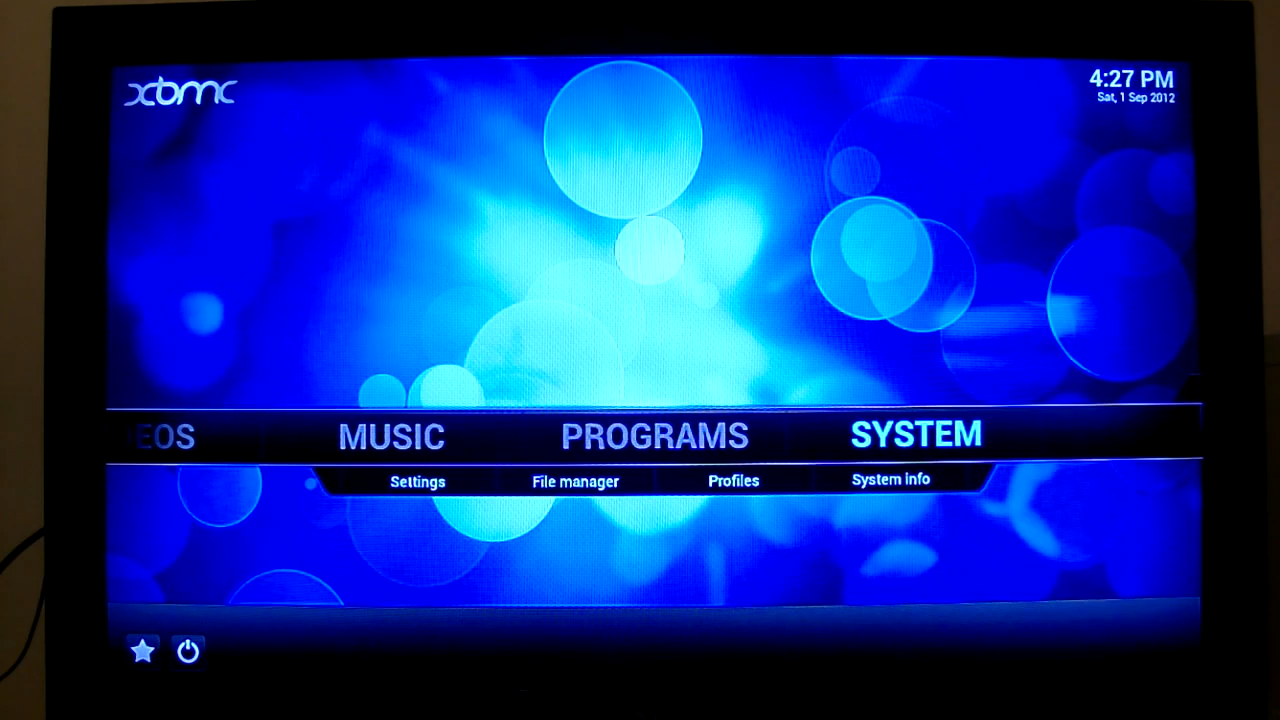 xbmc
4:27 PM
Sat, 1 Sep 2012
EOS MUSIC PROGRAMS SYSTEM
Settings File manager Profiles System info